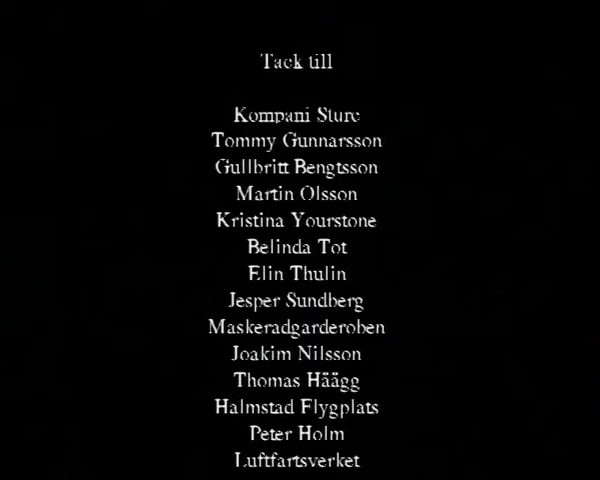 Tack till
Kompani Sture
Tommy Gunnarsson
Gullbritt Bengtsson
Martin Olsson
Kristina Yourstone
Belinda Tot
Elin Thulin
Jesper Sundberg
Maskeradgarderoben
Joakim Nilsson
Thomas Häägg
Halmstad Flygplats
Peter Holm
Luftfartsverket